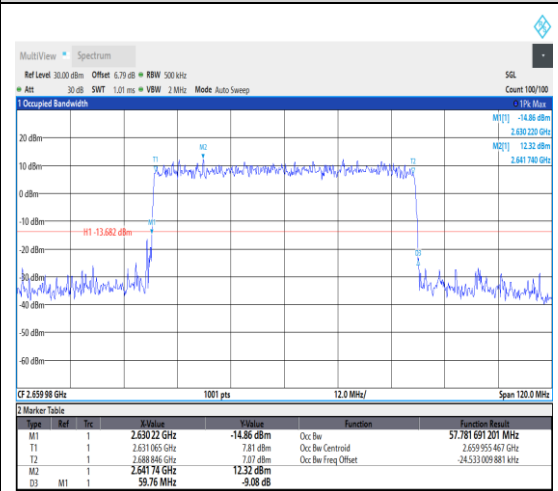 MultiView Spectrum
Ref Level 30.00 dBm Offset 6.79 dB RBW 500 kHz SGL
Att 30 dB SWT 1.01 ms VBW 2 MHz Mode Auto Sweep Count 100/100
1 Occupied Bandwidth 1Pk Max
M1[1] -14.86 dBm
2.630 220 GHz
M2[1] 12.32 dBm
2.641 740 GHz
20 dBm
M2
T1
T2
10 dBm
0 dBm
-10 dBm
M1
H1 -13.682 dBm
-20 dBm
D3
-30 dBm
-40 dBm
-50 dBm
-60 dBm
CF 2.659 98 GHz 1001 pts 12.0 MHz/ Span 120.0 MHz
2 Marker Table
Type Ref Trc X-Value Y-Value Function Function Result
M1 1 2.630 22 GHz -14.86 dBm Occ Bw 57.781 691 201 MHz
T1 1 2.631 065 GHz 7.81 dBm Occ Bw Centroid 2.659 955 467 GHz
T2 1 2.688 846 GHz 7.07 dBm Occ Bw Freq Offset -24.533 009 881 kHz
M2 1 2.641 74 GHz 12.32 dBm
D3 M1 1 59.76 MHz -9.08 dB